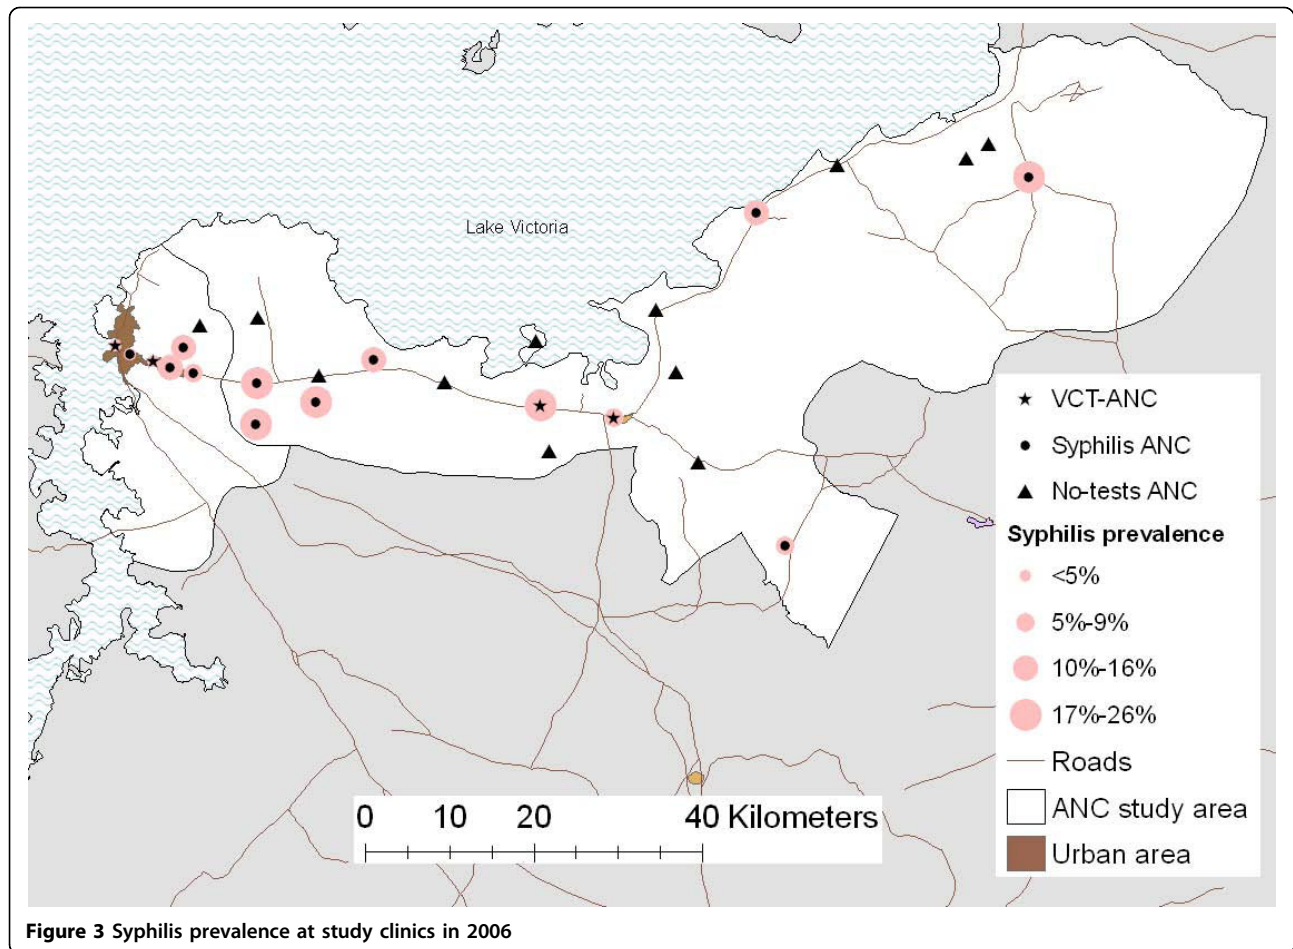 Lake Victoria
VCT-ANC
Syphilis ANC
No-tests ANC
Syphilis prevalence
<5%
5%-9%
10%-16%
17%-26%
Roads
ANC study area
Urban area
0 10 20 40 Kilometers
Figure 3 Syphilis prevalence at study clinics in 2006